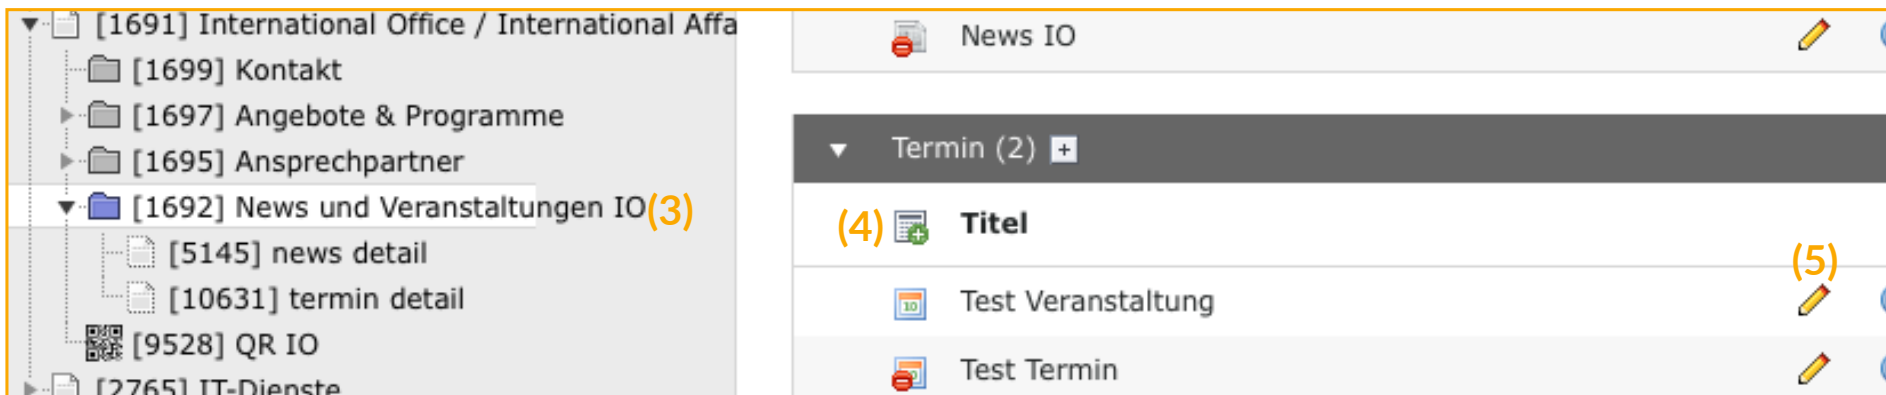 [1691] International Office / International Affa
[1699] Kontakt
[1697] Angebote & Programme
[1695] Ansprechpartner
[1692] News und Veranstaltungen IO (3)
[5145] news detail
[10631] termin detail
[9528] QR IO
[2765] IT-Dienste
News IO
Termin (2)
(4) Titel
(5)
Test Veranstaltung
Test Termin